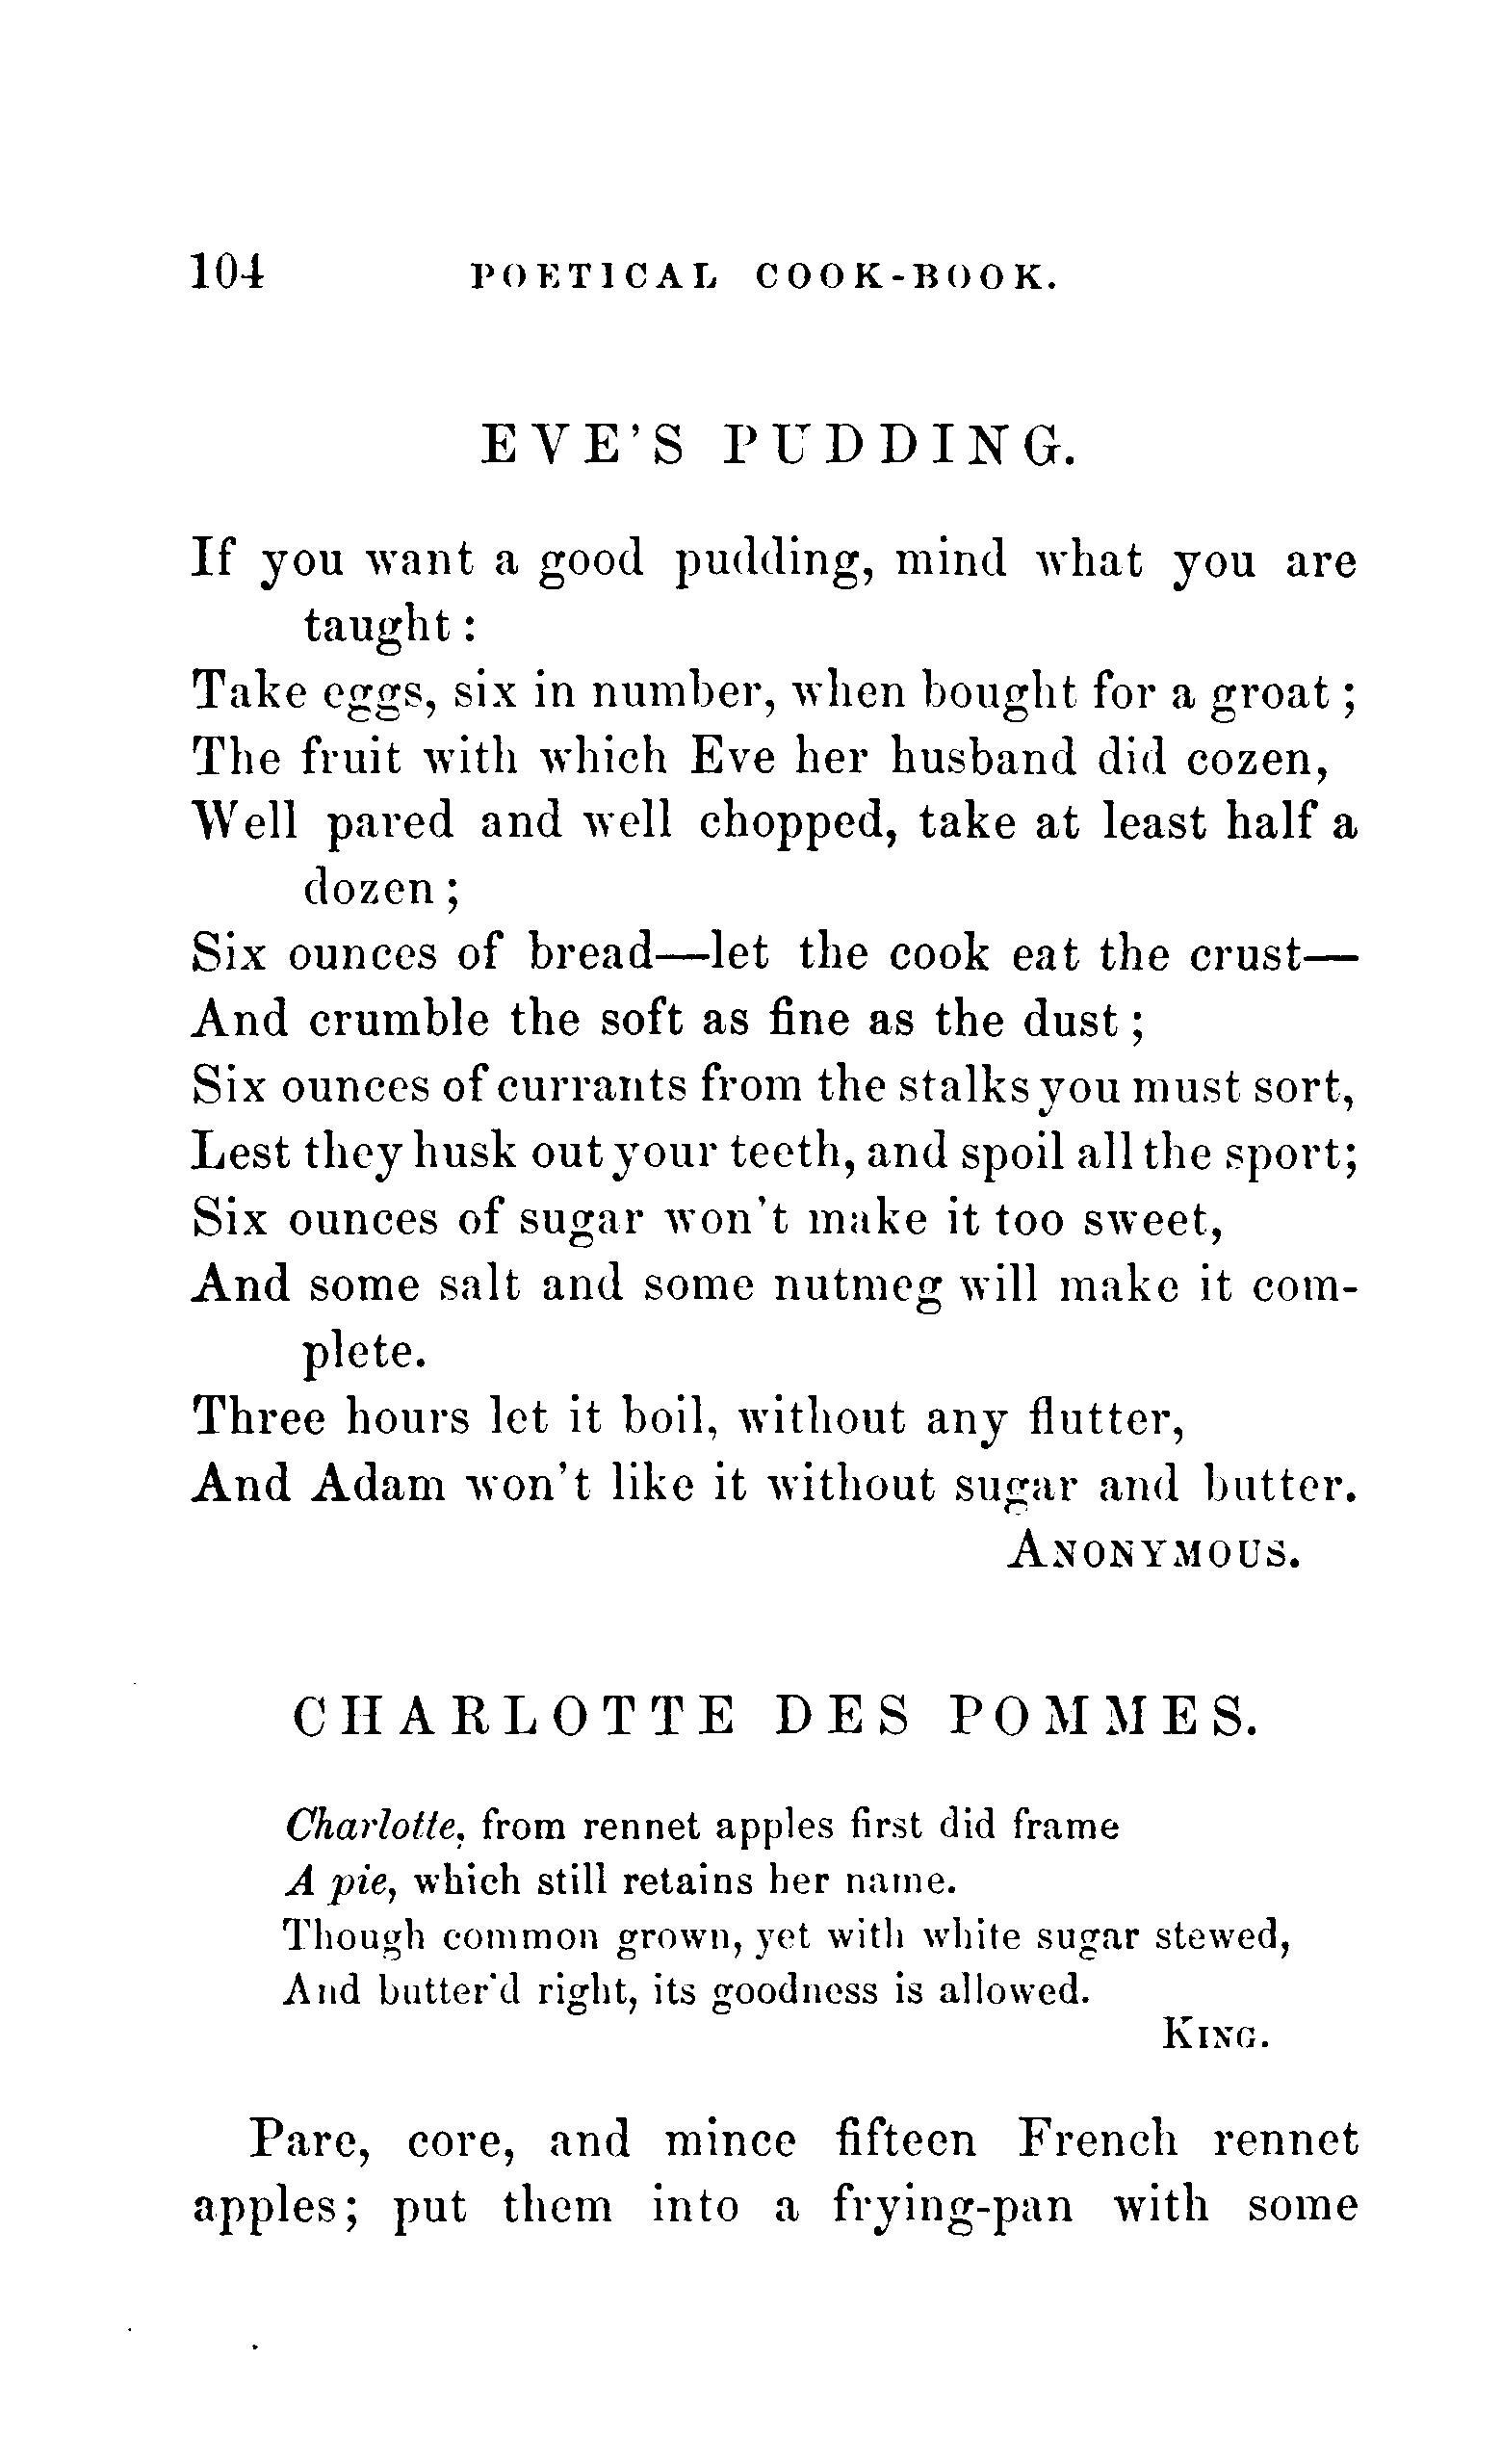 104 POETICAL COOK-BOOK.
EVE'S PUDDING.
If you want a good pudding, mind what you are
taught:
Take eggs, six in number, when bought for a groat;
The fruit with which Eve her husband did cozen,
Well pared and well chopped, take at least half a
dozen;
Six ounces of bread—let the cook eat the crust—
And crumble the soft as fine as the dust;
Six ounces of currants from the stalks you must sort,
Lest they husk out your teeth, and spoil all the sport;
Six ounces of sugar won't make it too sweet,
And some salt and some nutmeg will make it com-
plete.
Three hours let it boil, without any flutter,
And Adam won't like it without sugar and butter.
ANONYMOUS.
CHARLOTTE DES POMMES.
Charlotte, from rennet apples first did frame
A pie, which still retains her name.
Though common grown, yet with white sugar stewed,
And butter'd right, its goodness is allowed.
KING.
Pare, core, and mince fifteen French rennet
apples; put them into a frying-pan with some